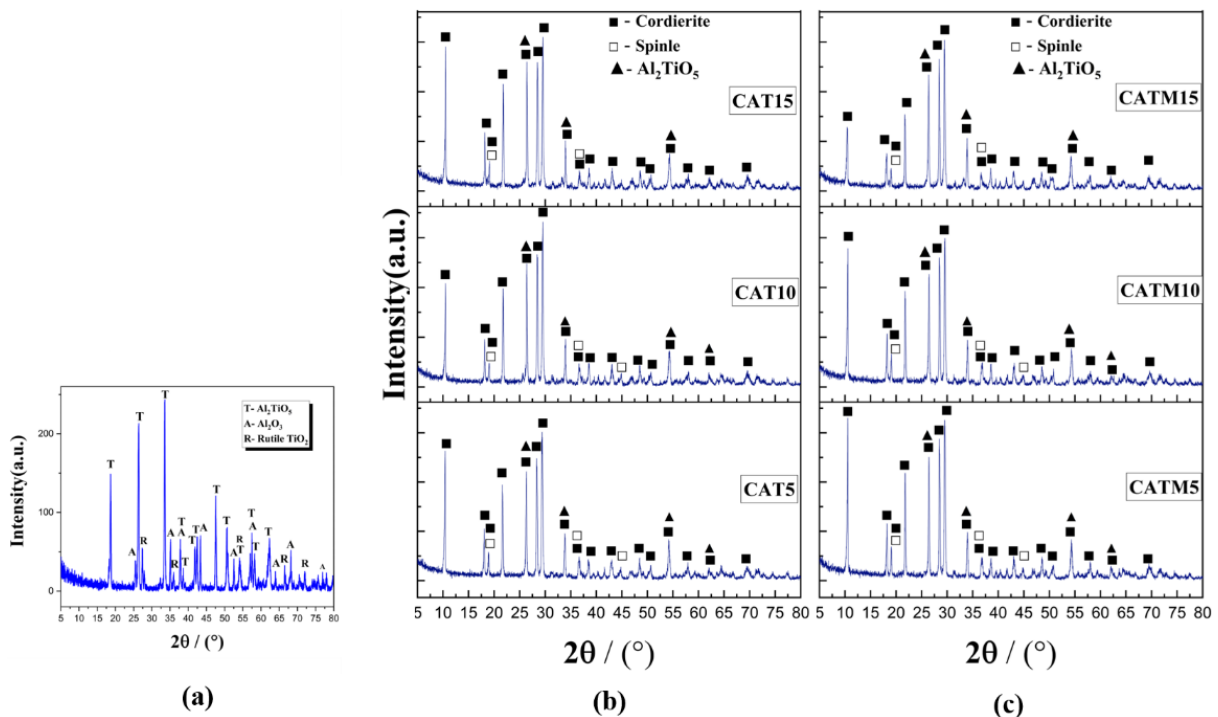 Intensity(a.u.)
200
100
0
T
T
T
T
T
A
R
A
R
T
A
T
T
T
A
A
R
T
T
A
T
T
A
R
A
R
A
T- Al₂TiO₅
A- Al₂O₃
R- Rutile TiO₂
5 10 15 20 25 30 35 40 45 50 55 60 65 70 75 80
2θ / (°)
(a)
Intensity(a.u.)
■ - Cordierite
□ - Spinle
▲- Al₂TiO₅
CAT15
CAT10
CAT5
5 10 15 20 25 30 35 40 45 50 55 60 65 70 75 80
2θ / (°)
(b)
■ - Cordierite
□ - Spinle
▲- Al₂TiO₅
CATM15
CATM10
CATM5
5 10 15 20 25 30 35 40 45 50 55 60 65 70 75 80
2θ / (°)
(c)